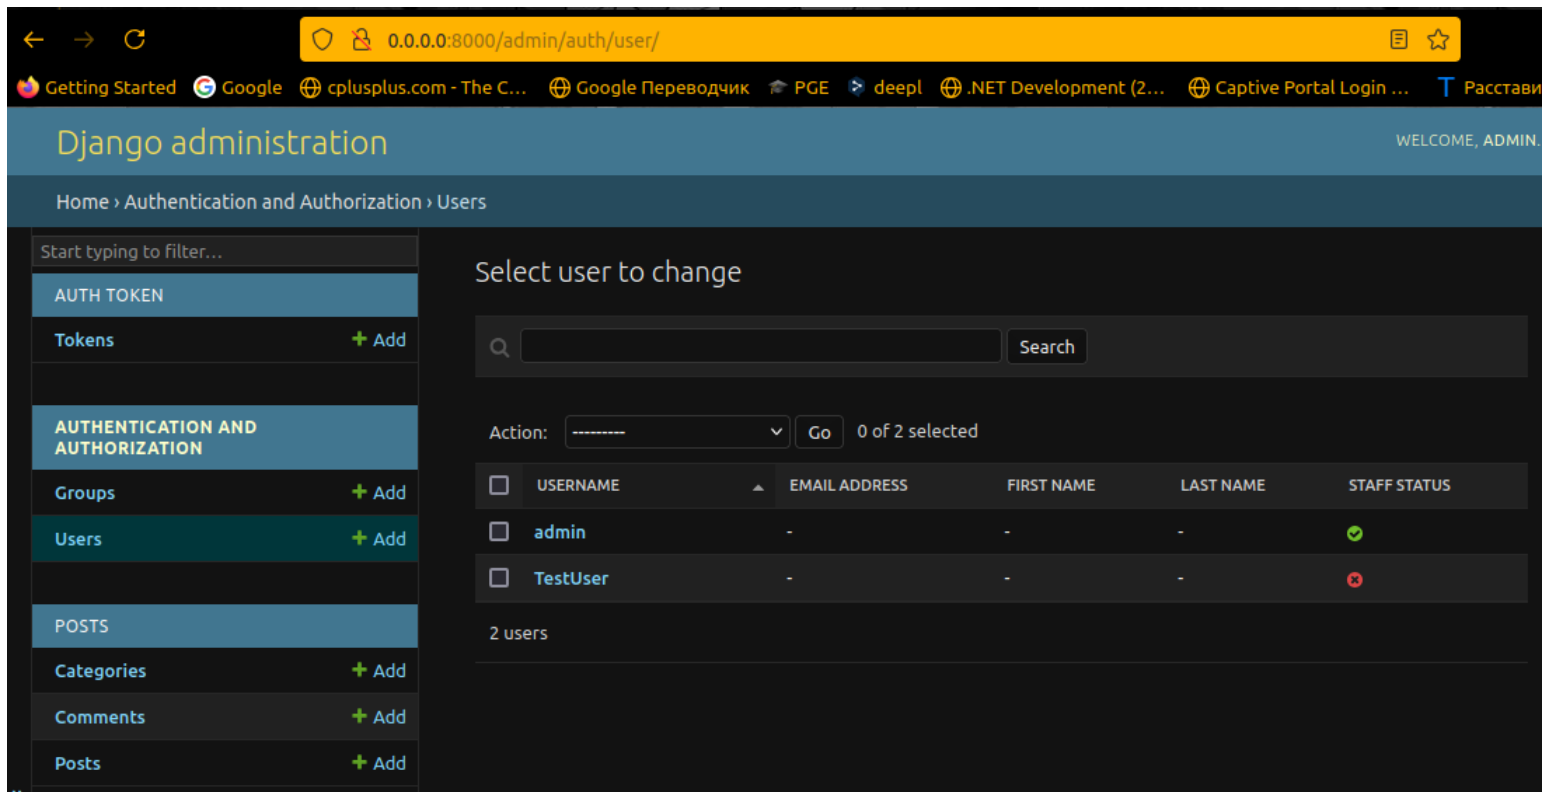 0.0.0.0:8000/admin/auth/user/
Getting Started Google cplusplus.com - The C... Google Переводчик PGE deepl .NET Development (2... Captive Portal Login ... T Расстави
Django administration
WELCOME, ADMIN.
Home › Authentication and Authorization › Users
Start typing to filter...
AUTH TOKEN
Tokens + Add
AUTHENTICATION AND
AUTHORIZATION
Groups + Add
Users + Add
POSTS
Categories + Add
Comments + Add
Posts + Add
Select user to change
Search
Action: --------- Go 0 of 2 selected
USERNAME EMAIL ADDRESS FIRST NAME LAST NAME STAFF STATUS
admin - - -
TestUser - - -
2 users